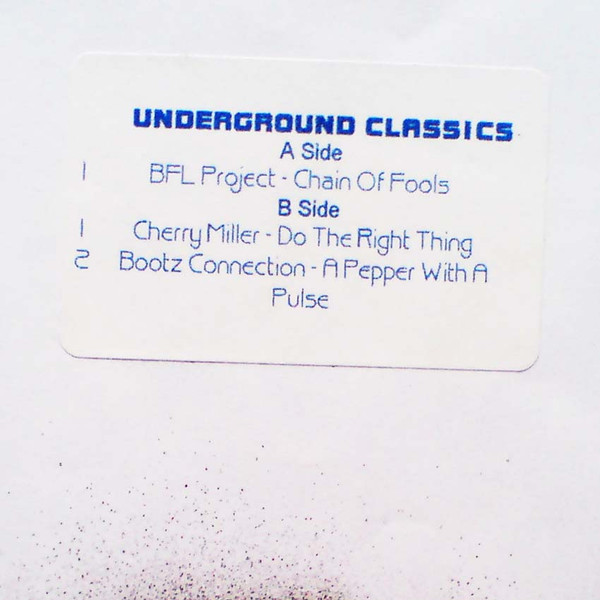 UNDERGROUND CLASSICS
A Side
1 BFL Project - Chain Of Fools
B Side
1 Cherry Miller - Do The Right Thing
2 Bootz Connection - A Pepper With A
Pulse